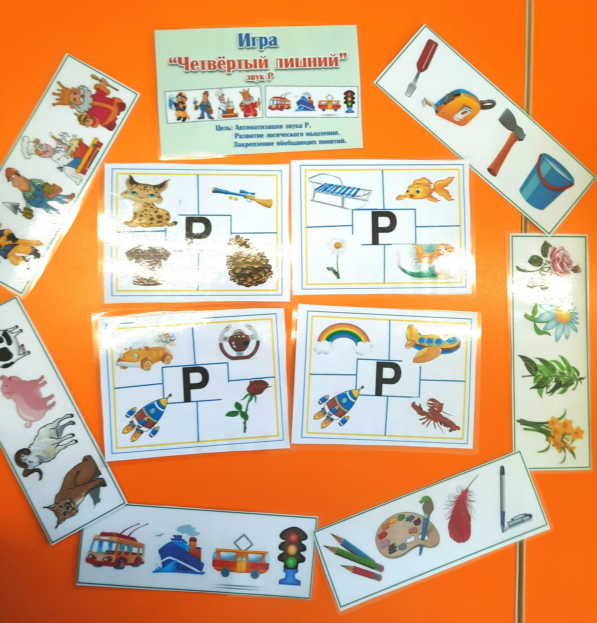 Игра
"Четвёртый лишний"
звук Р
Цель: Автоматизация звука Р.
Развитие логического мышления.
Закрепление обобщающих понятий.
Р
Р
Р
Р